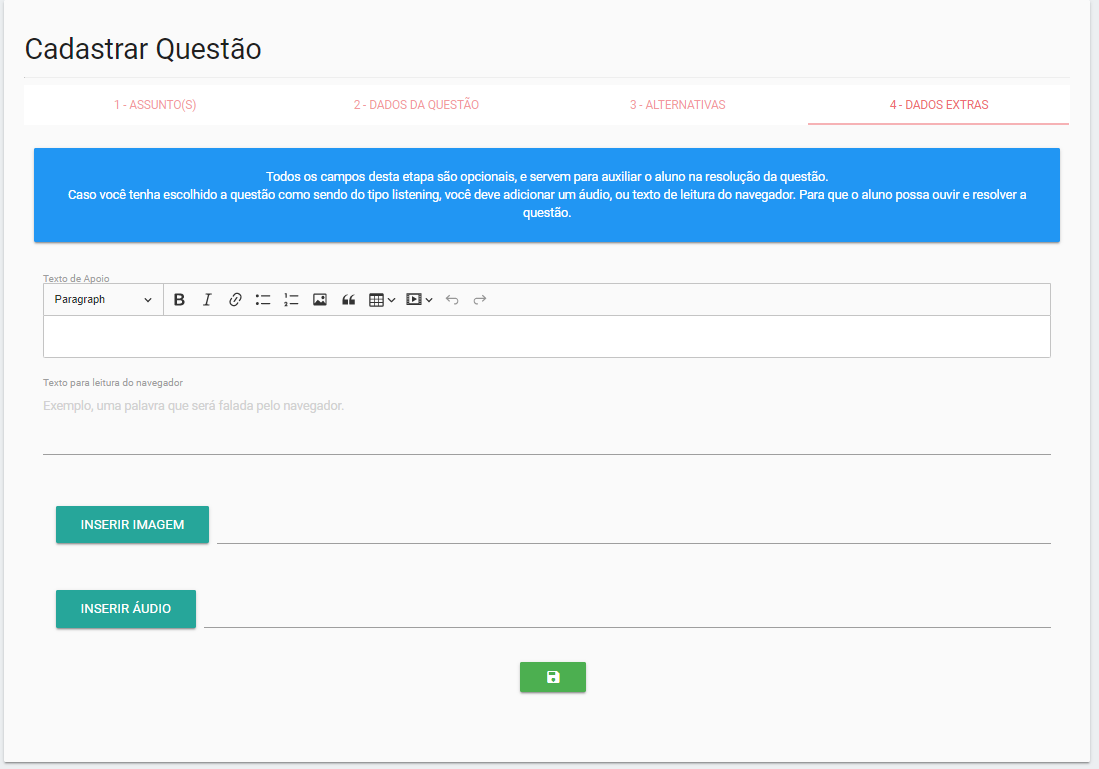 Cadastrar Questão
1 - ASSUNTO(S) 2 - DADOS DA QUESTÃO 3 - ALTERNATIVAS 4 - DADOS EXTRAS
Todos os campos desta etapa são opcionais, e servem para auxiliar o aluno na resolução da questão.
Caso você tenha escolhido a questão como sendo do tipo listening, você deve adicionar um áudio, ou texto de leitura do navegador. Para que o aluno possa ouvir e resolver a
questão.
Texto de Apoio
Paragraph
Texto para leitura do navegador
Exemplo, uma palavra que será falada pelo navegador.
INSERIR IMAGEM
INSERIR ÁUDIO